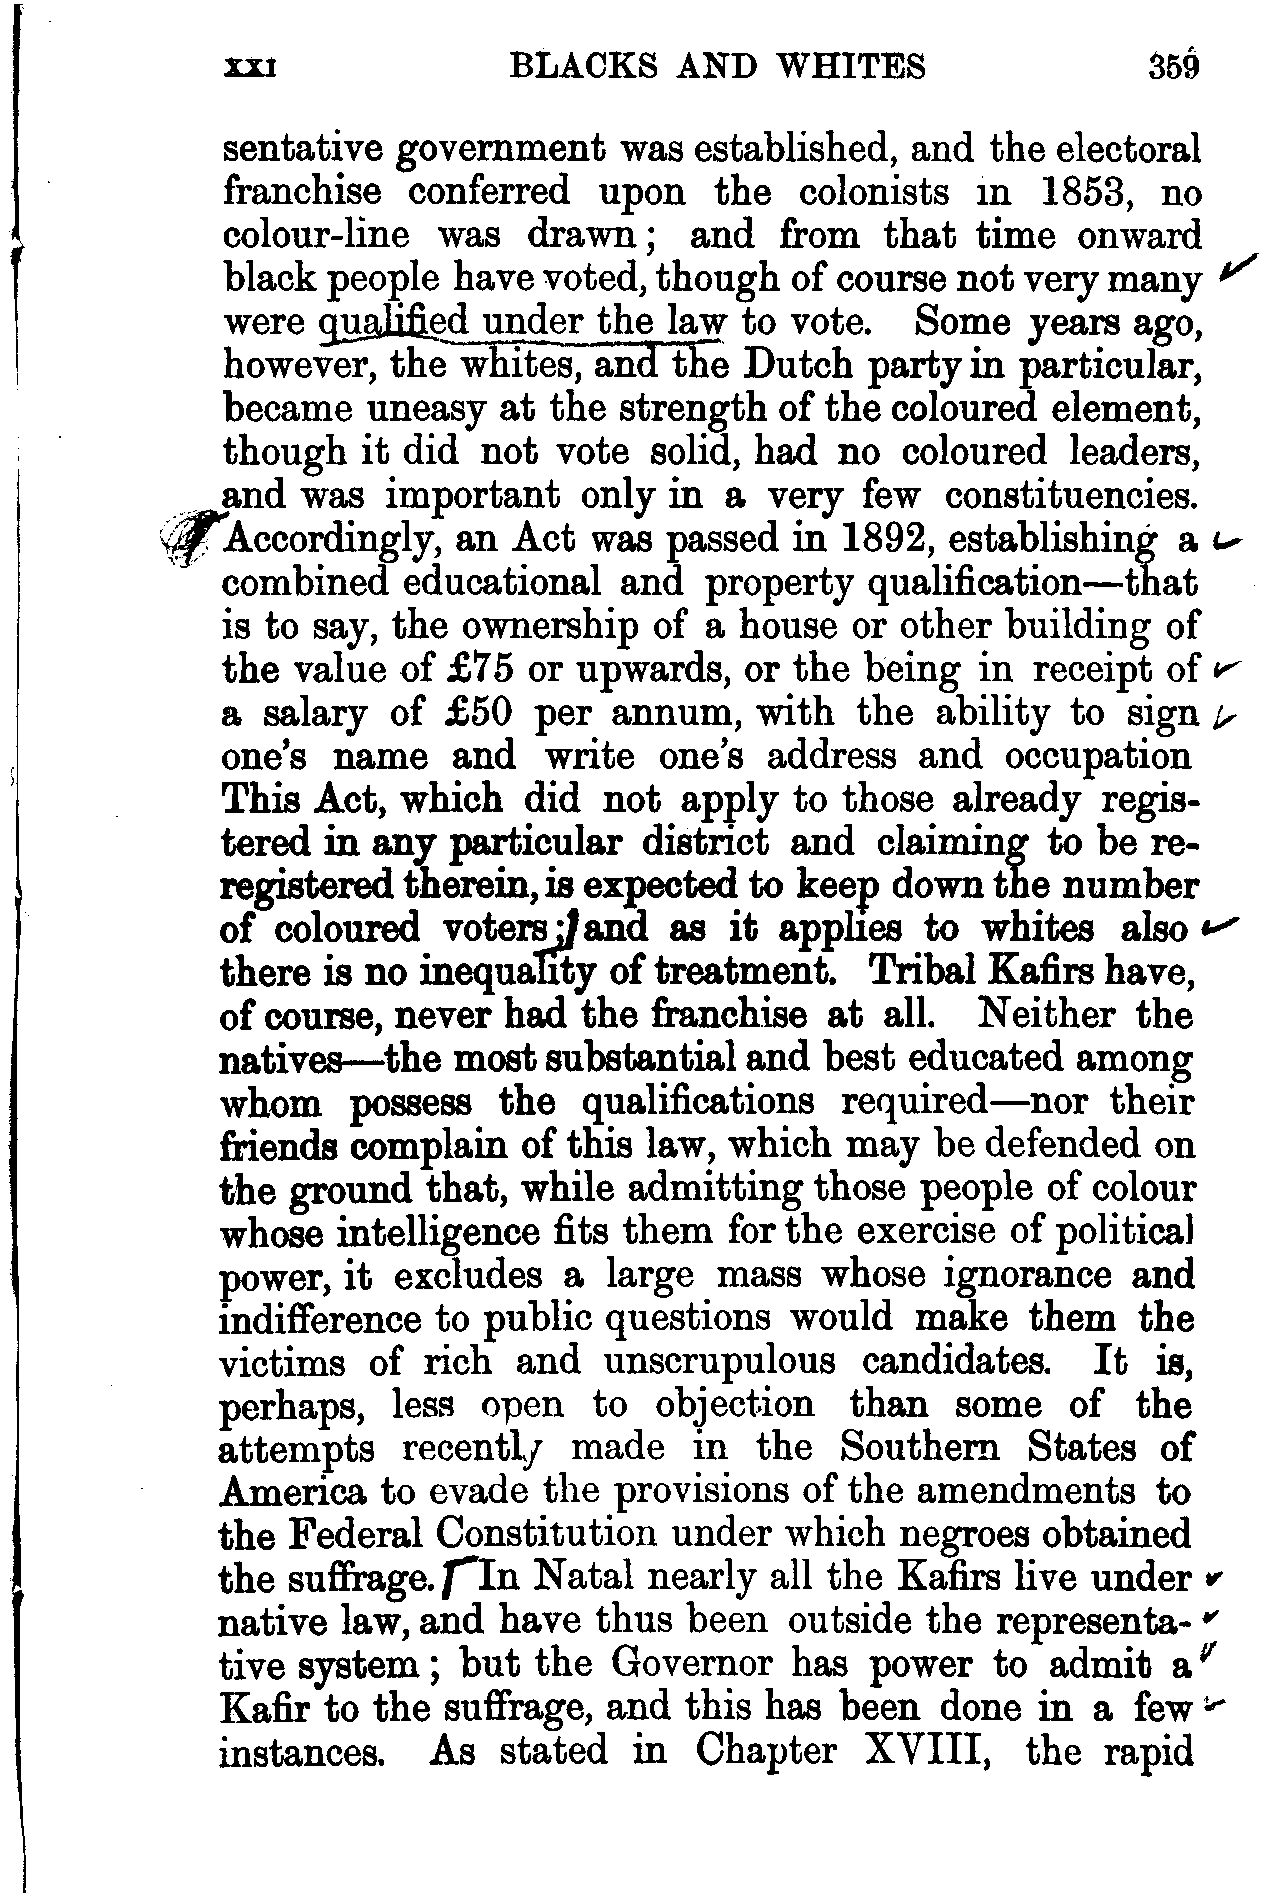 XXI BLACKS AND WHITES 359
sentative government was established, and the electoral
franchise conferred upon the colonists in 1853, no
colour-line was drawn; and from that time onward
black people have voted, though of course not very many
were qualified under the law to vote. Some years ago,
however, the whites, and the Dutch party in particular,
became uneasy at the strength of the coloured element,
though it did not vote solid, had no coloured leaders,
and was important only in a very few constituencies.
Accordingly, an Act was passed in 1892, establishing a
combined educational and property qualification—that
is to say, the ownership of a house or other building of
the value of £75 or upwards, or the being in receipt of
a salary of £50 per annum, with the ability to sign
one's name and write one's address and occupation
This Act, which did not apply to those already regis-
tered in any particular district and claiming to be re-
registered therein, is expected to keep down the number
of coloured voters; and as it applies to whites also
there is no inequality of treatment. Tribal Kafirs have,
of course, never had the franchise at all. Neither the
natives—the most substantial and best educated among
whom possess the qualifications required—nor their
friends complain of this law, which may be defended on
the ground that, while admitting those people of colour
whose intelligence fits them for the exercise of political
power, it excludes a large mass whose ignorance and
indifference to public questions would make them the
victims of rich and unscrupulous candidates. It is,
perhaps, less open to objection than some of the
attempts recently made in the Southern States of
America to evade the provisions of the amendments to
the Federal Constitution under which negroes obtained
the suffrage. In Natal nearly all the Kafirs live under
native law, and have thus been outside the representa-
tive system; but the Governor has power to admit a
Kafir to the suffrage, and this has been done in a few
instances. As stated in Chapter XVIII, the rapid